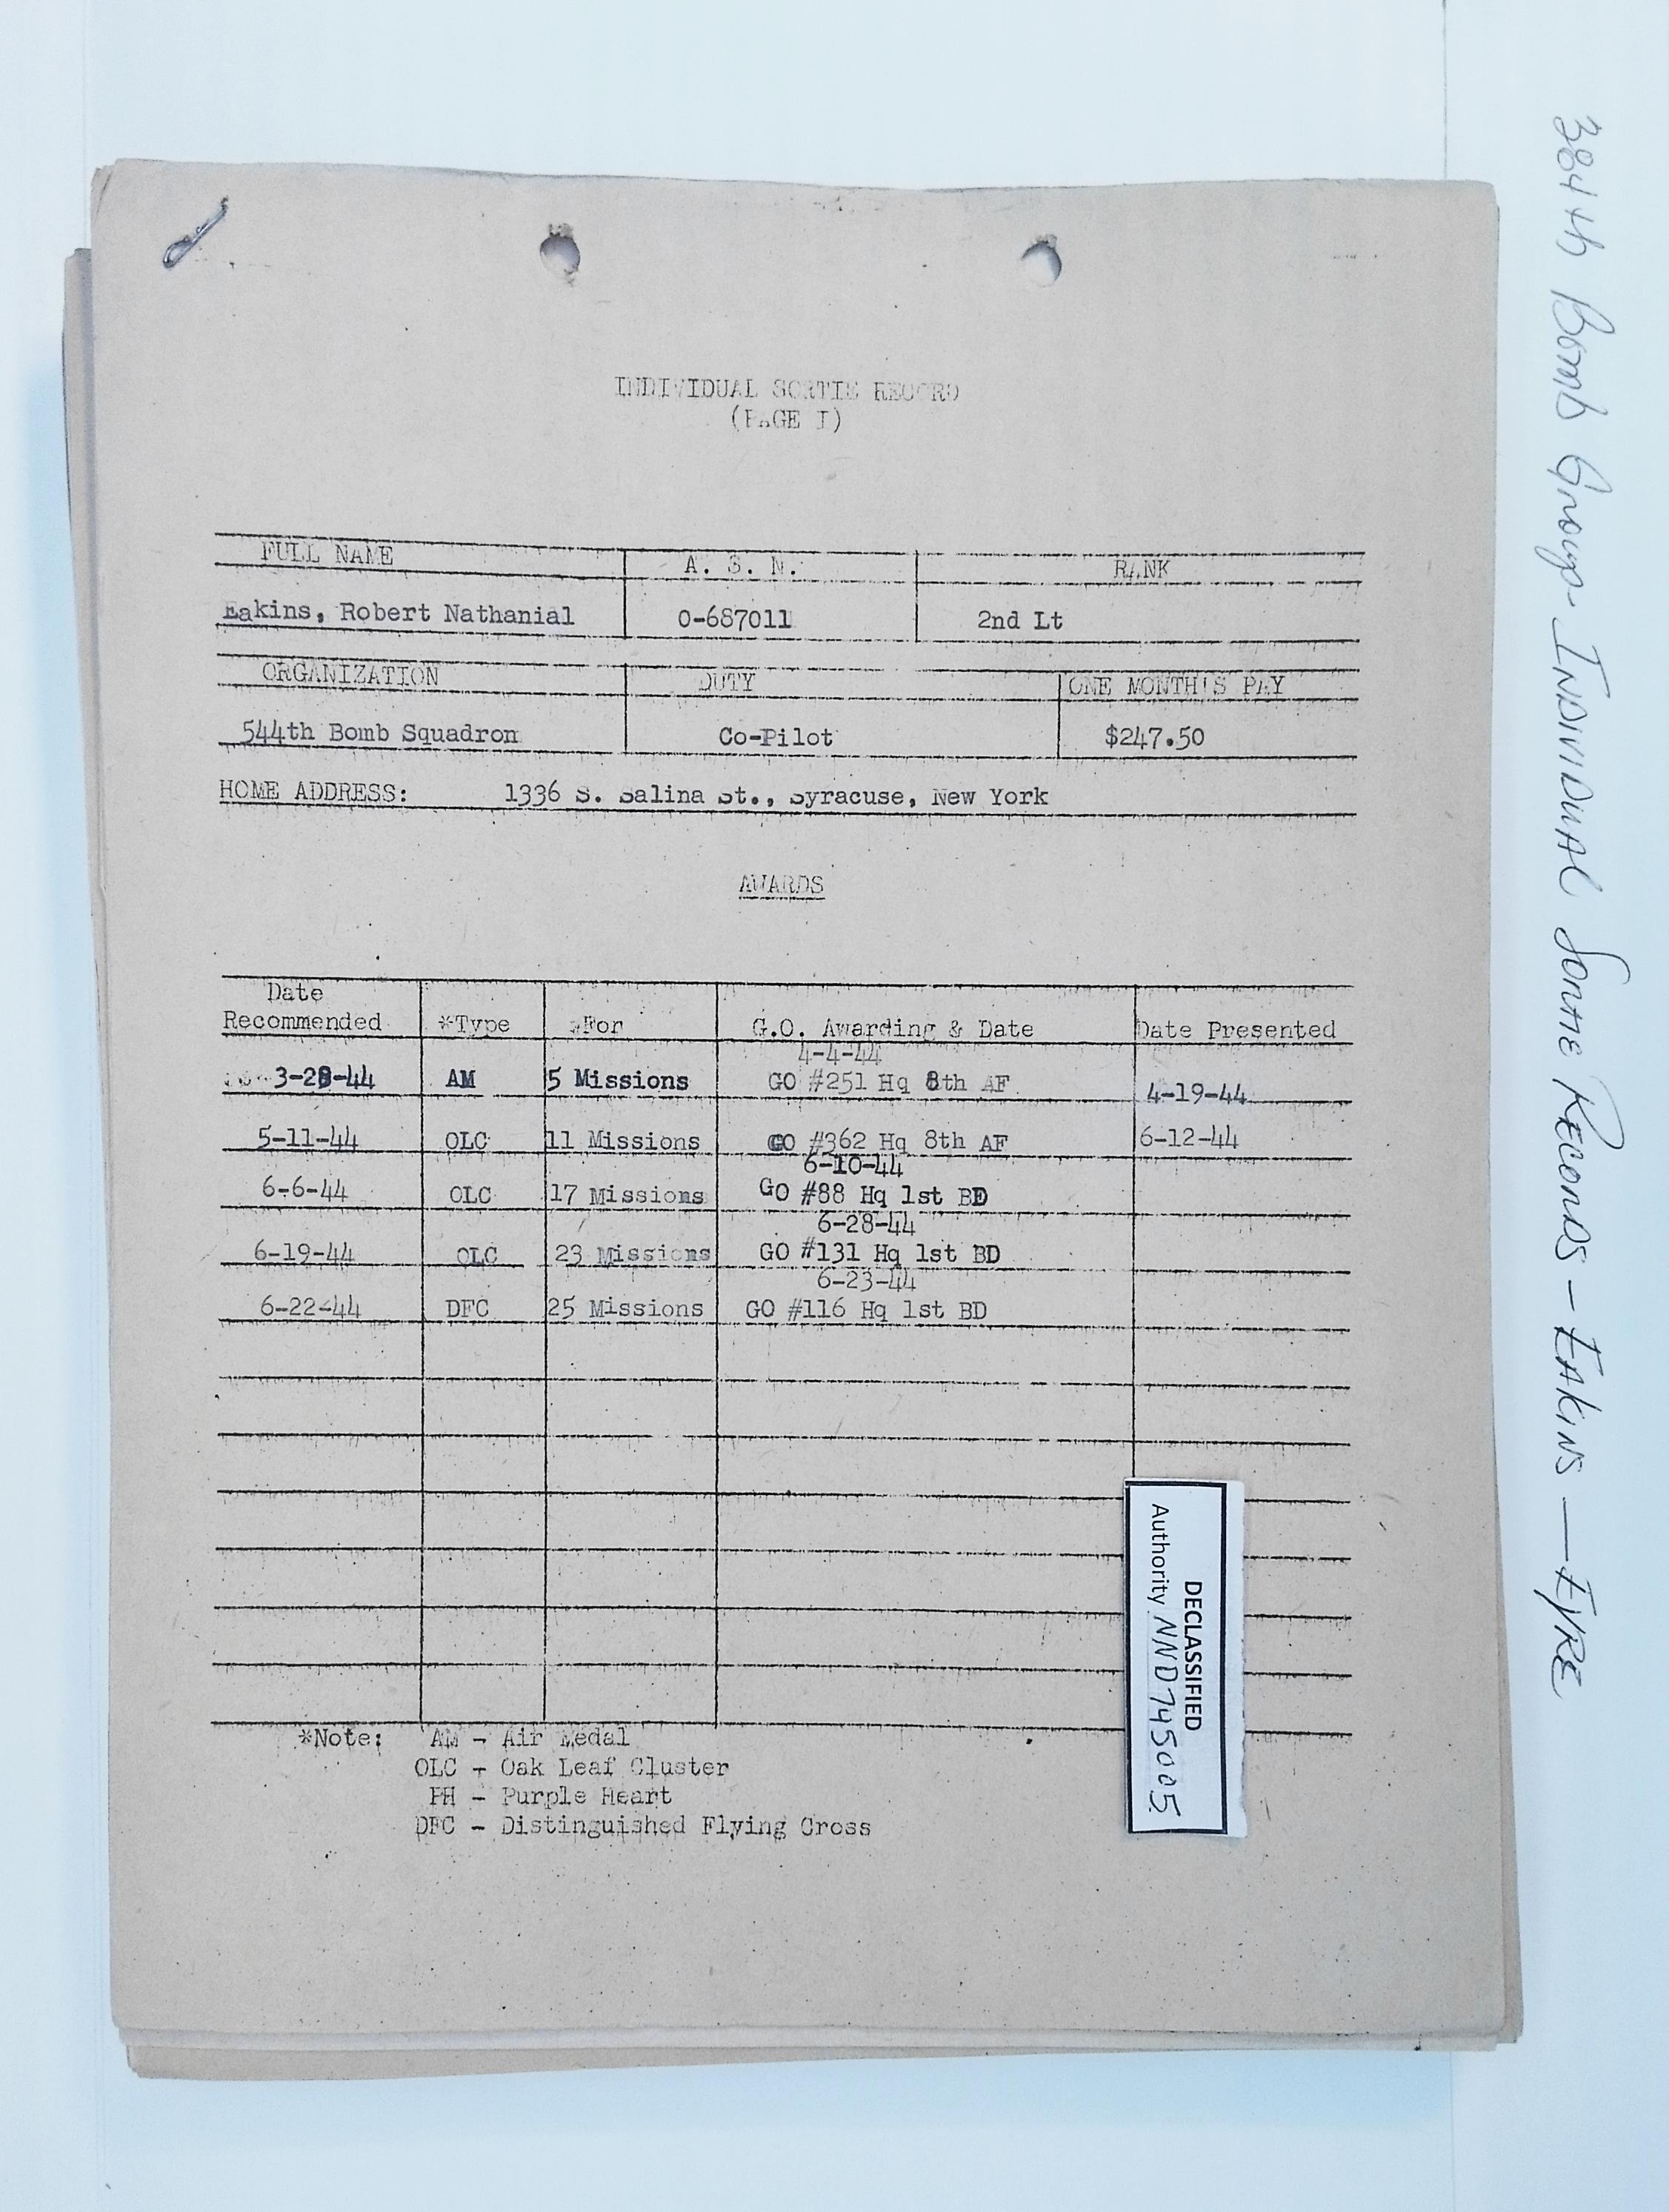 INDIVIDUAL SORTIE RECORD
(PAGE I)
FULL NAME A. S. N. RANK
Eakins, Robert Nathanial 0-687011 2nd Lt
ORGANIZATION DUTY ONE MONTH'S PAY
544th Bomb Squadron Co-Pilot $247.50
HOME ADDRESS: 1336 S. Salina St., Syracuse, New York
AWARDS
Date
Recommended *Type *For G.O. Awarding & Date Date Presented
4-4-44
3-28-44 AM 5 Missions GO #251 Hq 8th AF 4-19-44
5-11-44 OLC 11 Missions GO #362 Hq 8th AF 6-12-44
6-10-44
6-6-44 OLC 17 Missions GO #88 Hq 1st BD
6-28-44
6-19-44 OLC 23 Missions GO #131 Hq 1st BD
6-23-44
6-22-44 DFC 25 Missions GO #116 Hq 1st BD
*Note: AM - Air Medal
OLC - Oak Leaf Cluster
PH - Purple Heart
DFC - Distinguished Flying Cross
DECLASSIFIED
Authority NND745005
384th Bomb Group - Individual Sortie Records - Eakins - Eyre